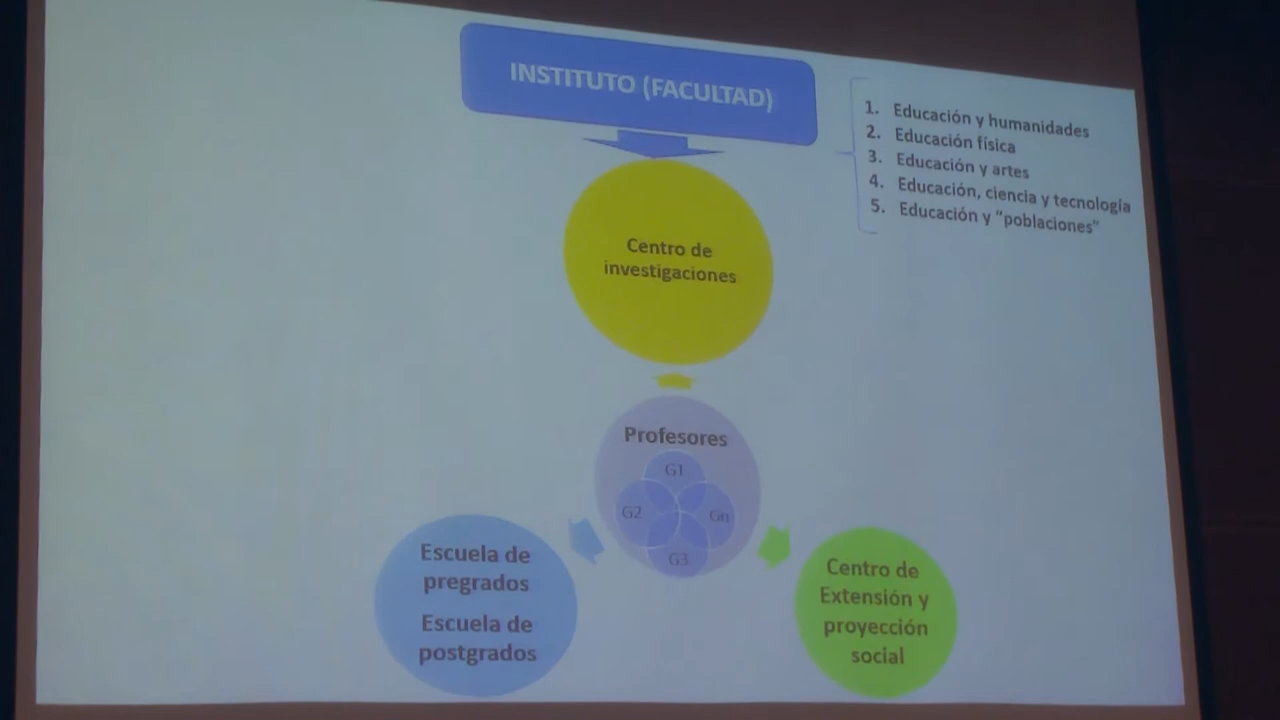 INSTITUTO (FACULTAD)
1. Educación y humanidades
2. Educación física
3. Educación y artes
4. Educación, ciencia y tecnología
5. Educación y “poblaciones”
Centro de
investigaciones
Profesores
G1
G2
Gn
G3
Escuela de
pregrados
Escuela de
postgrados
Centro de
Extensión y
proyección
social